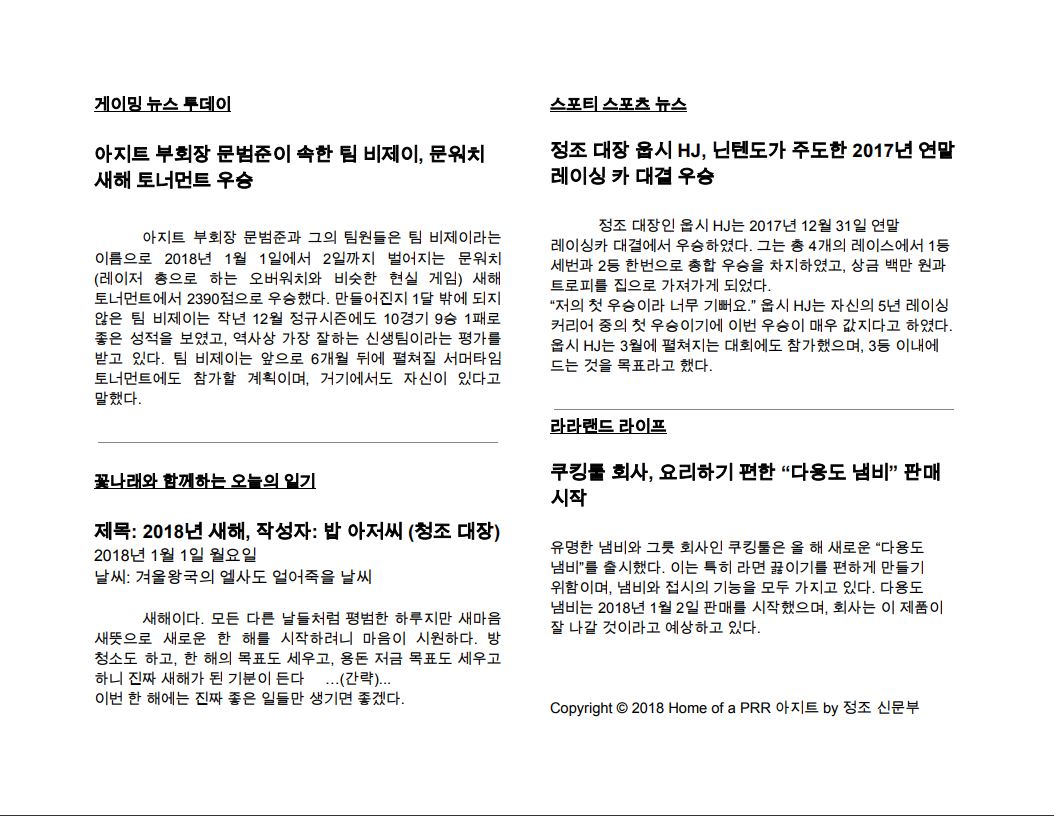 게이밍 뉴스 투데이
아지트 부회장 문범준이 속한 팀 비제이, 문워치
새해 토너먼트 우승
아지트 부회장 문범준과 그의 팀원들은 팀 비제이라는
이름으로 2018년 1월 1일에서 2일까지 벌어지는 문워치
(레이저 총으로 하는 오버워치와 비슷한 현실 게임) 새해
토너먼트에서 2390점으로 우승했다. 만들어진지 1달 밖에 되지
않은 팀 비제이는 작년 12월 정규시즌에도 10경기 9승 1패로
좋은 성적을 보였고, 역사상 가장 잘하는 신생팀이라는 평가를
받고 있다. 팀 비제이는 앞으로 6개월 뒤에 펼쳐질 서머타임
토너먼트에도 참가할 계획이며, 거기에서도 자신이 있다고
말했다.
꽃나래와 함께하는 오늘의 일기
제목: 2018년 새해, 작성자: 밥 아저씨 (청조 대장)
2018년 1월 1일 월요일
날씨: 겨울왕국의 엘사도 얼어죽을 날씨
새해이다. 모든 다른 날들처럼 평범한 하루지만 새마음
새뜻으로 새로운 한 해를 시작하려니 마음이 시원하다. 방
청소도 하고, 한 해의 목표도 세우고, 용돈 저금 목표도 세우고
하니 진짜 새해가 된 기분이 든다 …(간략)...
이번 한 해에는 진짜 좋은 일들만 생기면 좋겠다.
스포티 스포츠 뉴스
정조 대장 옵시 HJ, 닌텐도가 주도한 2017년 연말
레이싱 카 대결 우승
정조 대장인 옵시 HJ는 2017년 12월 31일 연말
레이싱카 대결에서 우승하였다. 그는 총 4개의 레이스에서 1등
세번과 2등 한번으로 총합 우승을 차지하였고, 상금 백만 원과
트로피를 집으로 가져가게 되었다.
“저의 첫 우승이라 너무 기뻐요.” 옵시 HJ는 자신의 5년 레이싱
커리어 중의 첫 우승이기에 이번 우승이 매우 값지다고 하였다.
옵시 HJ는 3월에 펼쳐지는 대회에도 참가했으며, 3등 이내에
드는 것을 목표라고 했다.
라라랜드 라이프
쿠킹툴 회사, 요리하기 편한 “다용도 냄비” 판매
시작
유명한 냄비와 그릇 회사인 쿠킹툴은 올 해 새로운 “다용도
냄비”를 출시했다. 이는 특히 라면 끓이기를 편하게 만들기
위함이며, 냄비와 접시의 기능을 모두 가지고 있다. 다용도
냄비는 2018년 1월 2일 판매를 시작했으며, 회사는 이 제품이
잘 나갈 것이라고 예상하고 있다.
Copyright © 2018 Home of a PRR 아지트 by 정조 신문부